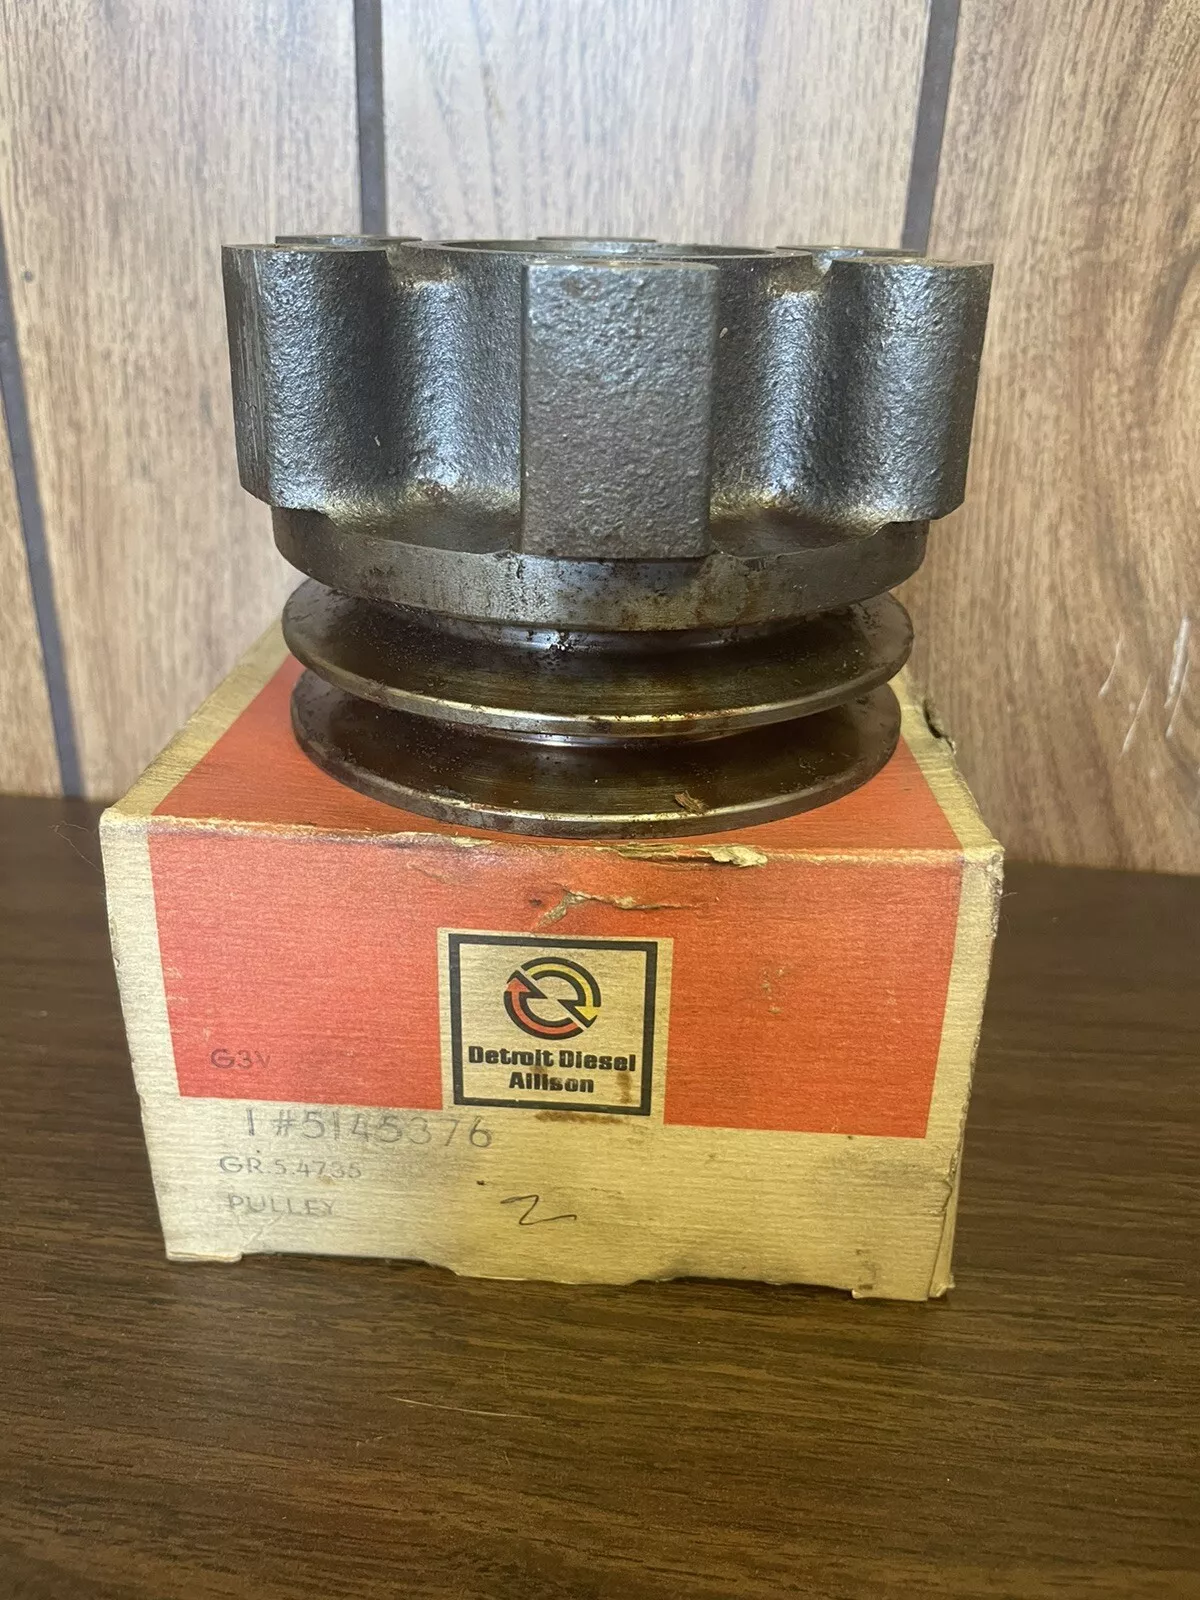 Detroit Diesel
Allison
G3V
1 #5145376
GR.5.4735
PULLEY
2